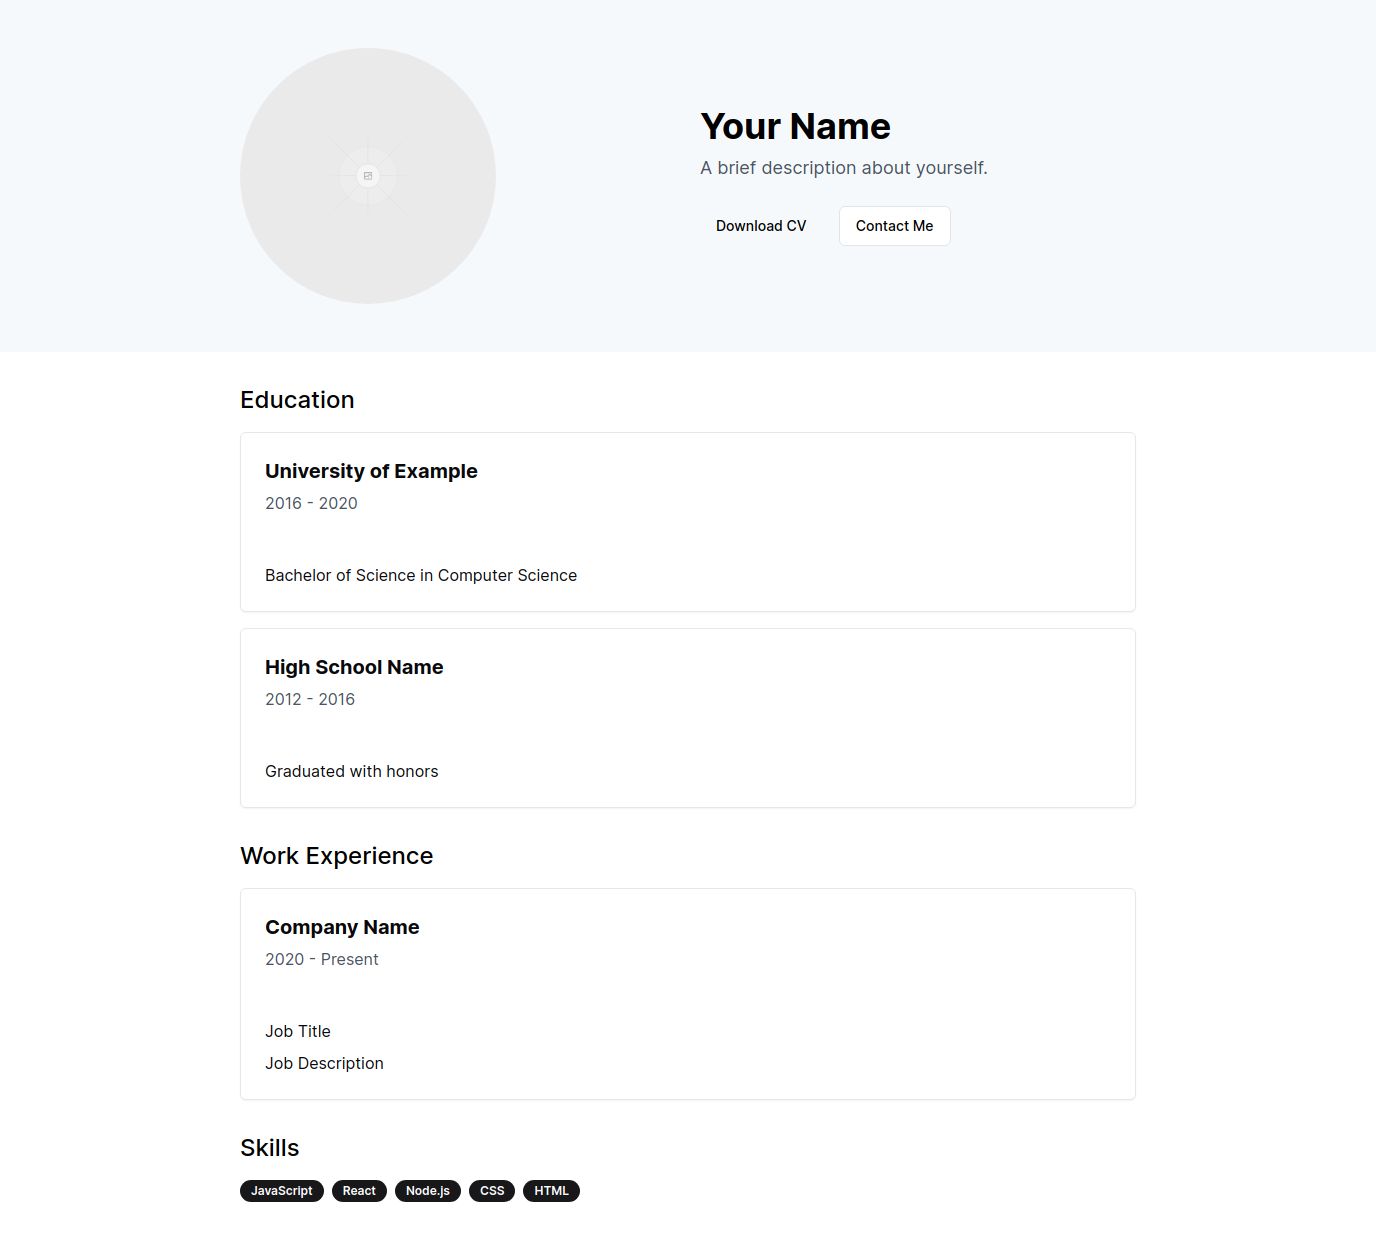 Your Name
A brief description about yourself.
Download CV
Contact Me
Education
University of Example
2016 - 2020
Bachelor of Science in Computer Science
High School Name
2012 - 2016
Graduated with honors
Work Experience
Company Name
2020 - Present
Job Title
Job Description
Skills
JavaScript React Node.js CSS HTML